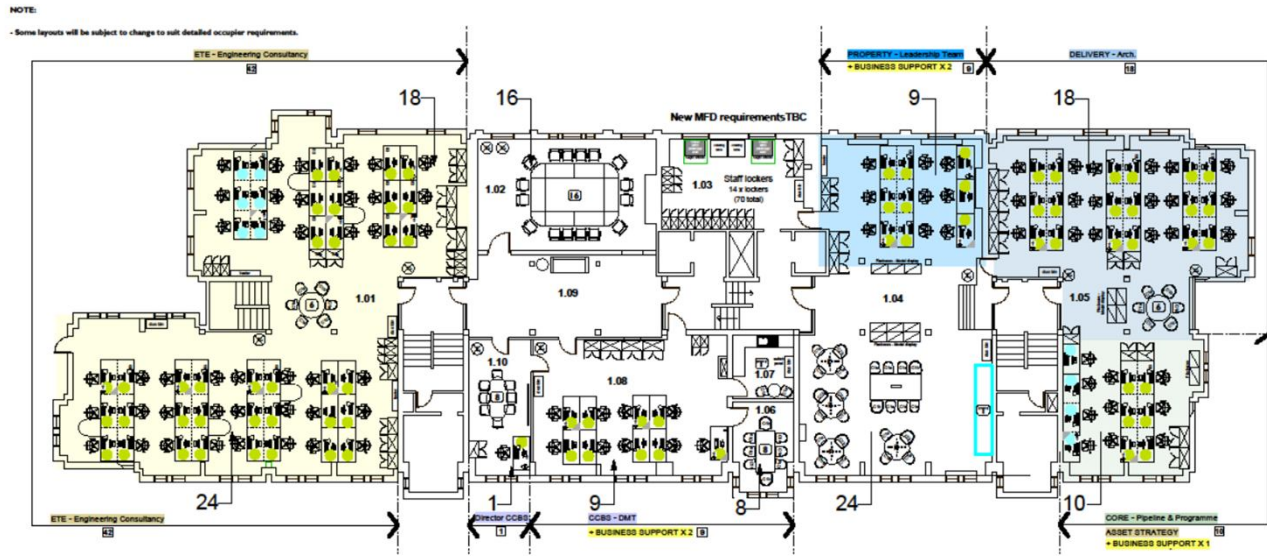 NOTE:
- Some layouts will be subject to change to suit detailed occupier requirements.
ETE - Engineering Consultancy
42
PROPERTY - Leadership Team
+ BUSINESS SUPPORT X 2 9
DELIVERY - Arch.
18
18
16
New MFD requirementsTBC
9
18
1.02
16
1.03
Staff lockers
14 x lockers
(70 total)
1.01
6
1.09
1.04
1.05
6
1.10
8
1.08
1.07
1.06
8
24
1
9
8
24
10
ETE - Engineering Consultancy
42
Director CCBS
1
CCBS - DMT
+ BUSINESS SUPPORT X 2 9
CORE - Pipeline & Programme
ASSET STRATEGY
+ BUSINESS SUPPORT X 1
10